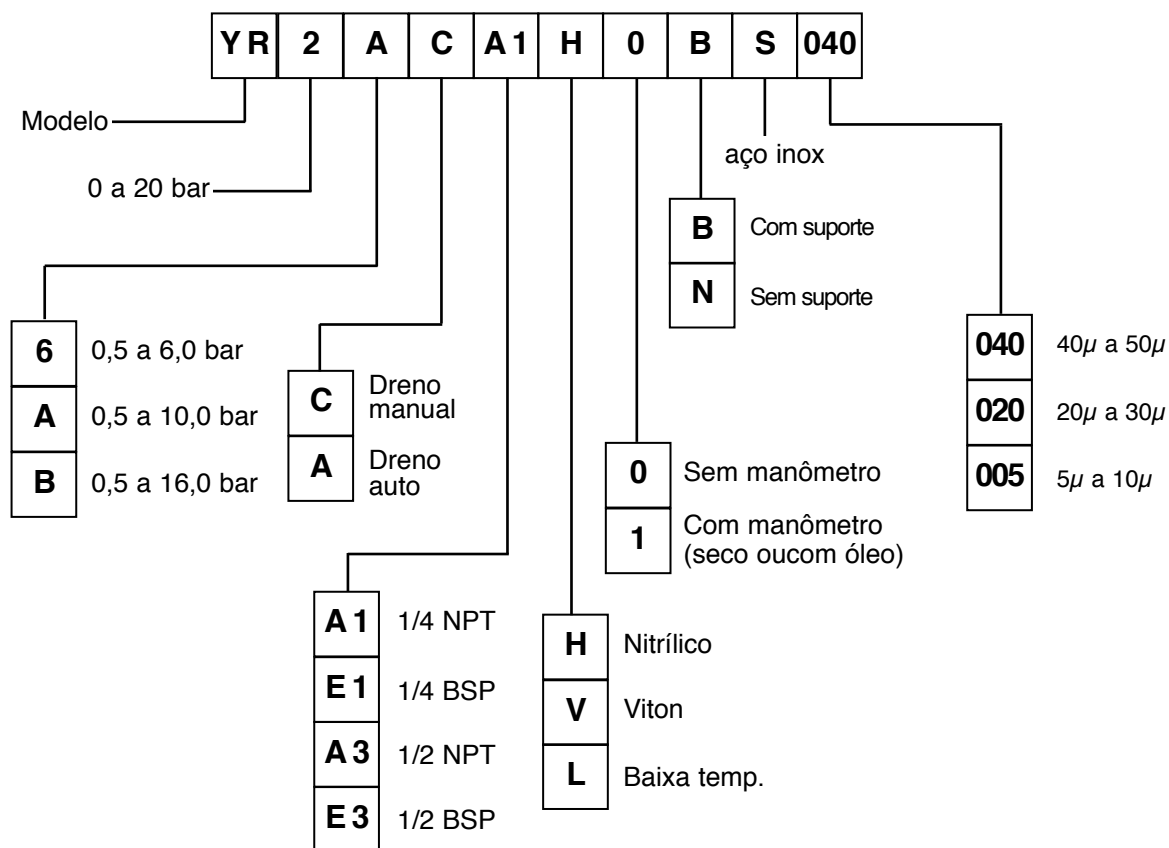 YR 2 A C A1 H 0 B S 040
Modelo
0 a 20 bar
aço inox
B Com suporte
N Sem suporte
6 0,5 a 6,0 bar
A 0,5 a 10,0 bar
B 0,5 a 16,0 bar
C Dreno
manual
A Dreno
auto
040 40µ a 50µ
020 20µ a 30µ
005 5µ a 10µ
0 Sem manômetro
1 Com manômetro
(seco oucom óleo)
A1 1/4 NPT
E1 1/4 BSP
A3 1/2 NPT
E3 1/2 BSP
H Nitrílico
V Viton
L Baixa temp.